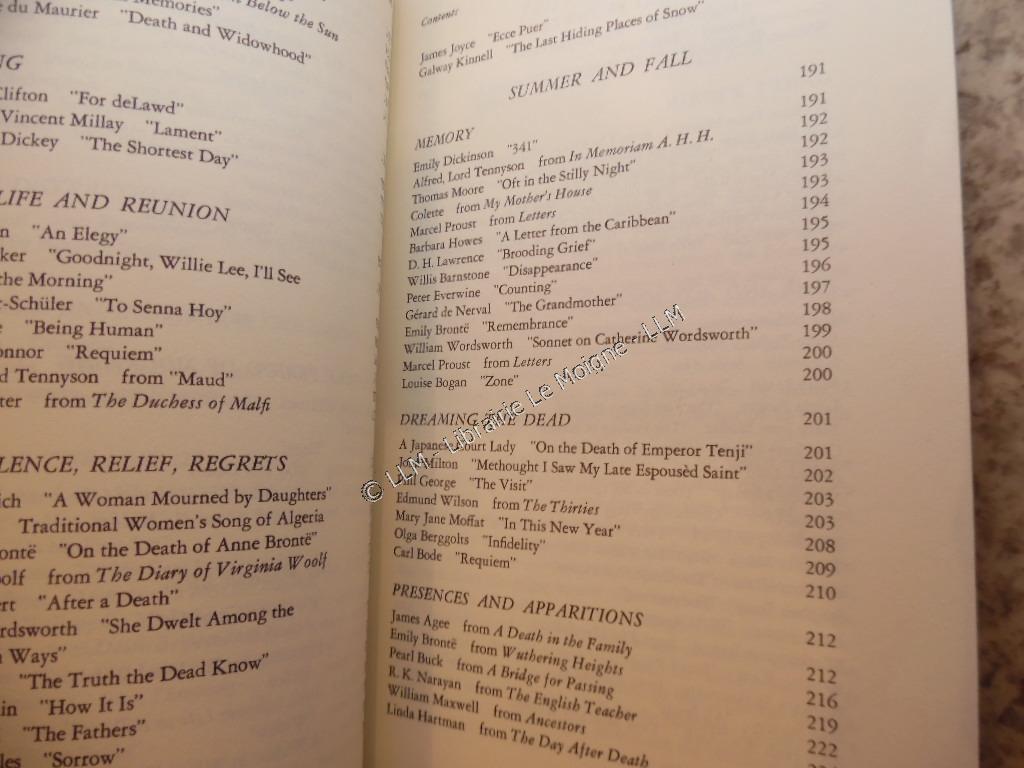 Memories"
Below the Sun
du Maurier "Death and Widowhood"
Clifton "For deLawd"
Vincent Millay "Lament"
Dickey "The Shortest Day"
LIFE AND REUNION
"An Elegy"
"Goodnight, Willie Lee, I'll See
the Morning"
-Schüler "To Senna Hoy"
"Being Human"
"Requiem"
Tennyson from "Maud"
from The Duchess of Malfi
RELIEF, REGRETS
"A Woman Mourned by Daughters"
Traditional Women's Song of Algeria
"On the Death of Anne Brontë"
from The Diary of Virginia Woolf
"After a Death"
"She Dwelt Among the
Ways"
"The Truth the Dead Know"
"How It Is"
"The Fathers"
"Sorrow"
Contents
James Joyce "Ecce Puer"
Galway Kinnell "The Last Hiding Places of Snow"
SUMMER AND FALL 191
MEMORY 191
Emily Dickinson "341" 192
Alfred, Lord Tennyson from In Memoriam A. H. H. 192
Thomas Moore "Oft in the Stilly Night" 193
Colette from My Mother's House 193
Marcel Proust from Letters 194
Barbara Howes "A Letter from the Caribbean" 195
D. H. Lawrence "Brooding Grief" 195
Willis Barnstone "Disappearance" 196
Peter Everwine "Counting" 197
Gérard de Nerval "The Grandmother" 198
Emily Brontë "Remembrance" 199
William Wordsworth "Sonnet on Catherine Wordsworth" 200
Marcel Proust from Letters 200
Louise Bogan "Zone"
DREAMING THE DEAD 201
A Japanese Court Lady "On the Death of Emperor Tenji" 201
John Milton "Methought I Saw My Late Espousèd Saint" 202
George "The Visit" 203
Edmund Wilson from The Thirties 203
Mary Jane Moffat "In This New Year" 208
Olga Berggolts "Infidelity" 209
Carl Bode "Requiem" 210
PRESENCES AND APPARITIONS 212
James Agee from A Death in the Family 212
Emily Brontë from Wuthering Heights 216
Pearl Buck from A Bridge for Passing 219
R. K. Narayan from The English Teacher 222
William Maxwell from Ancestors
Linda Hartman from The Day After Death
© LLM - Librairie Le Moigne - LLM